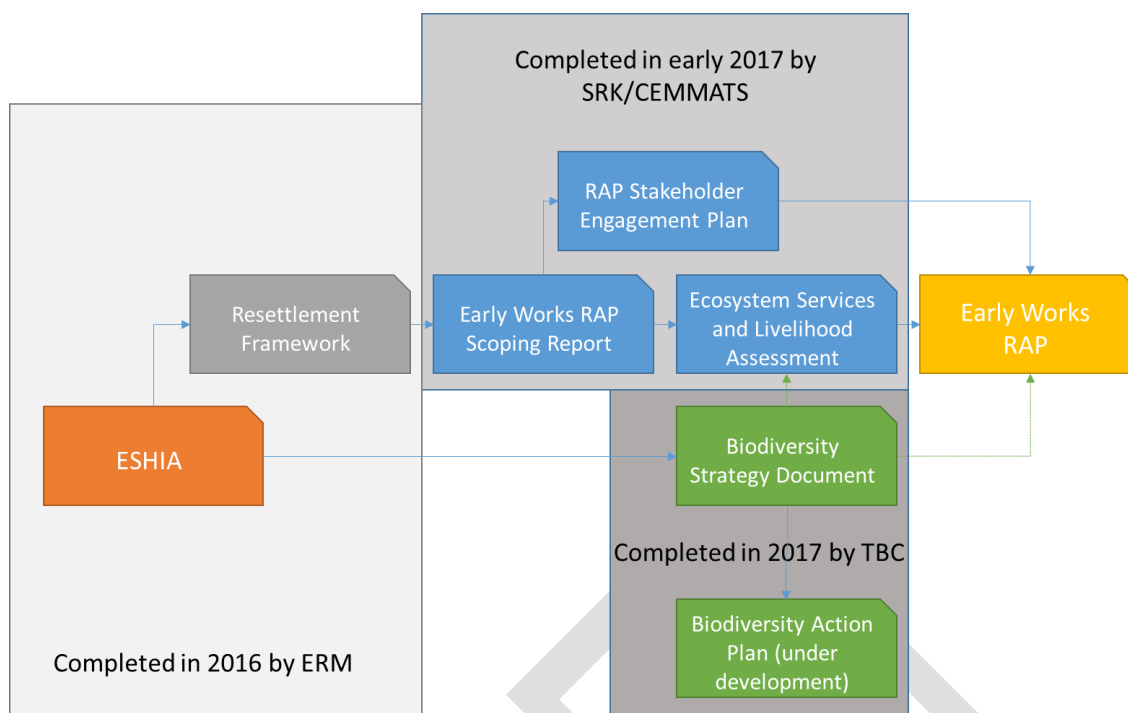 Completed in early 2017 by
SRK/CEMMATS
RAP Stakeholder
Engagement Plan
Resettlement
Framework
Early Works RAP
Scoping Report
Ecosystem Services
and Livelihood
Assessment
Early Works
RAP
ESHIA
Biodiversity
Strategy Document
Completed in 2017 by TBC
Biodiversity Action
Plan (under
development)
Completed in 2016 by ERM